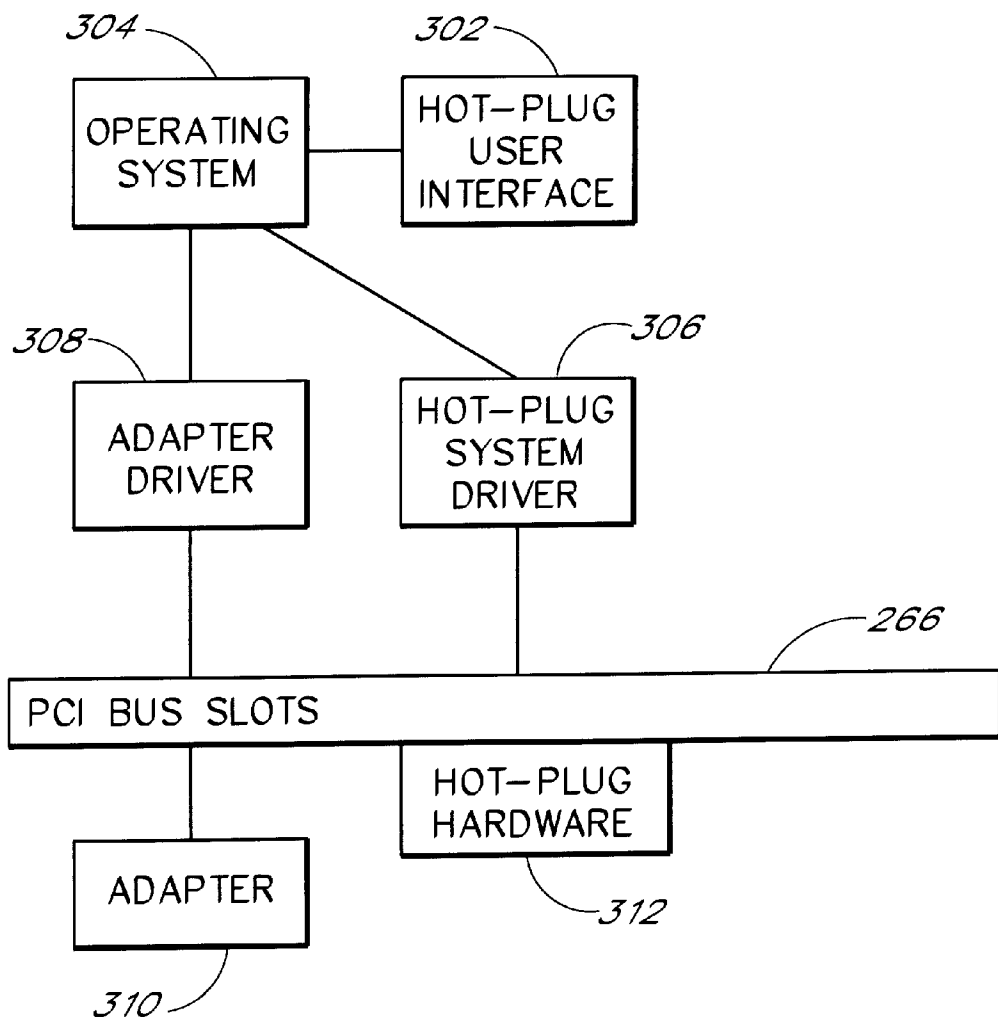 304
302
OPERATING
SYSTEM
HOT-PLUG
USER
INTERFACE
308
306
ADAPTER
DRIVER
HOT-PLUG
SYSTEM
DRIVER
266
PCI BUS SLOTS
HOT-PLUG
HARDWARE
ADAPTER
312
310